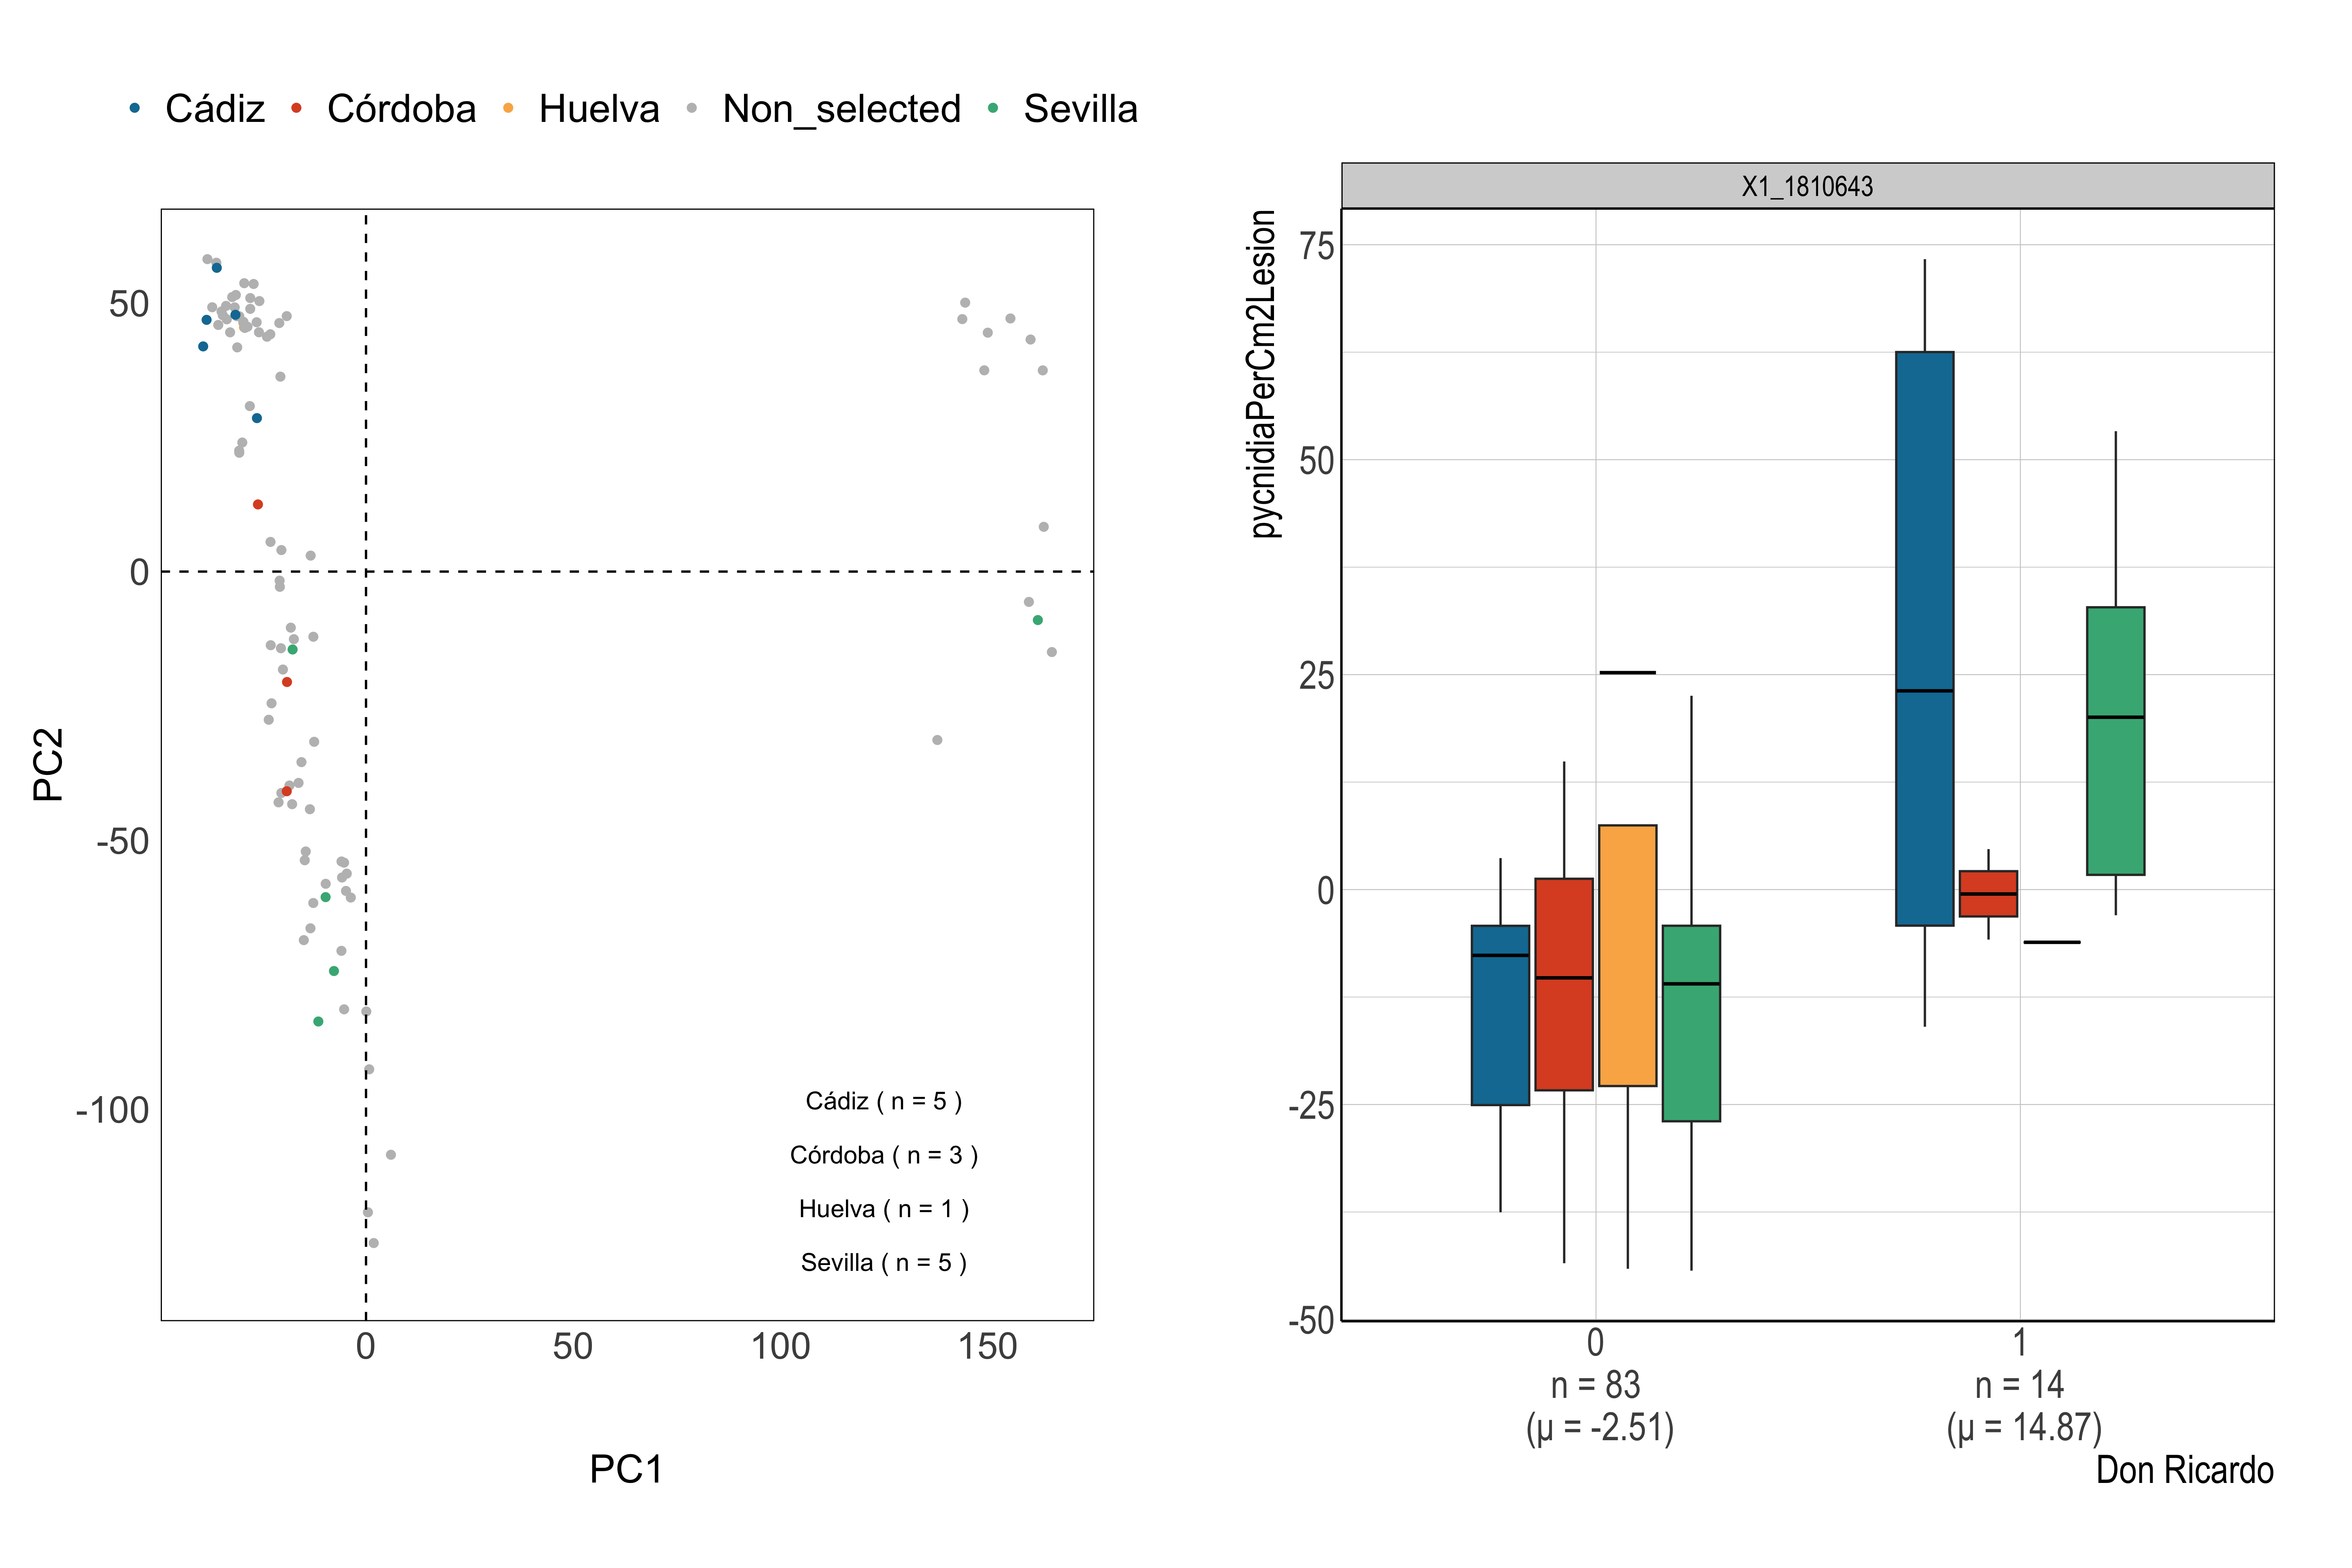 Cádiz Córdoba Huelva Non_selected Sevilla
50
0
-50
-100
PC2
0 50 100 150
PC1
Cádiz ( n = 5 )
Córdoba ( n = 3 )
Huelva ( n = 1 )
Sevilla ( n = 5 )
X1_1810643
pycnidiaPerCm2Lesion
75
50
25
0
-25
-50
0 1
n = 83 n = 14
(μ = -2.51) (μ = 14.87)
Don Ricardo